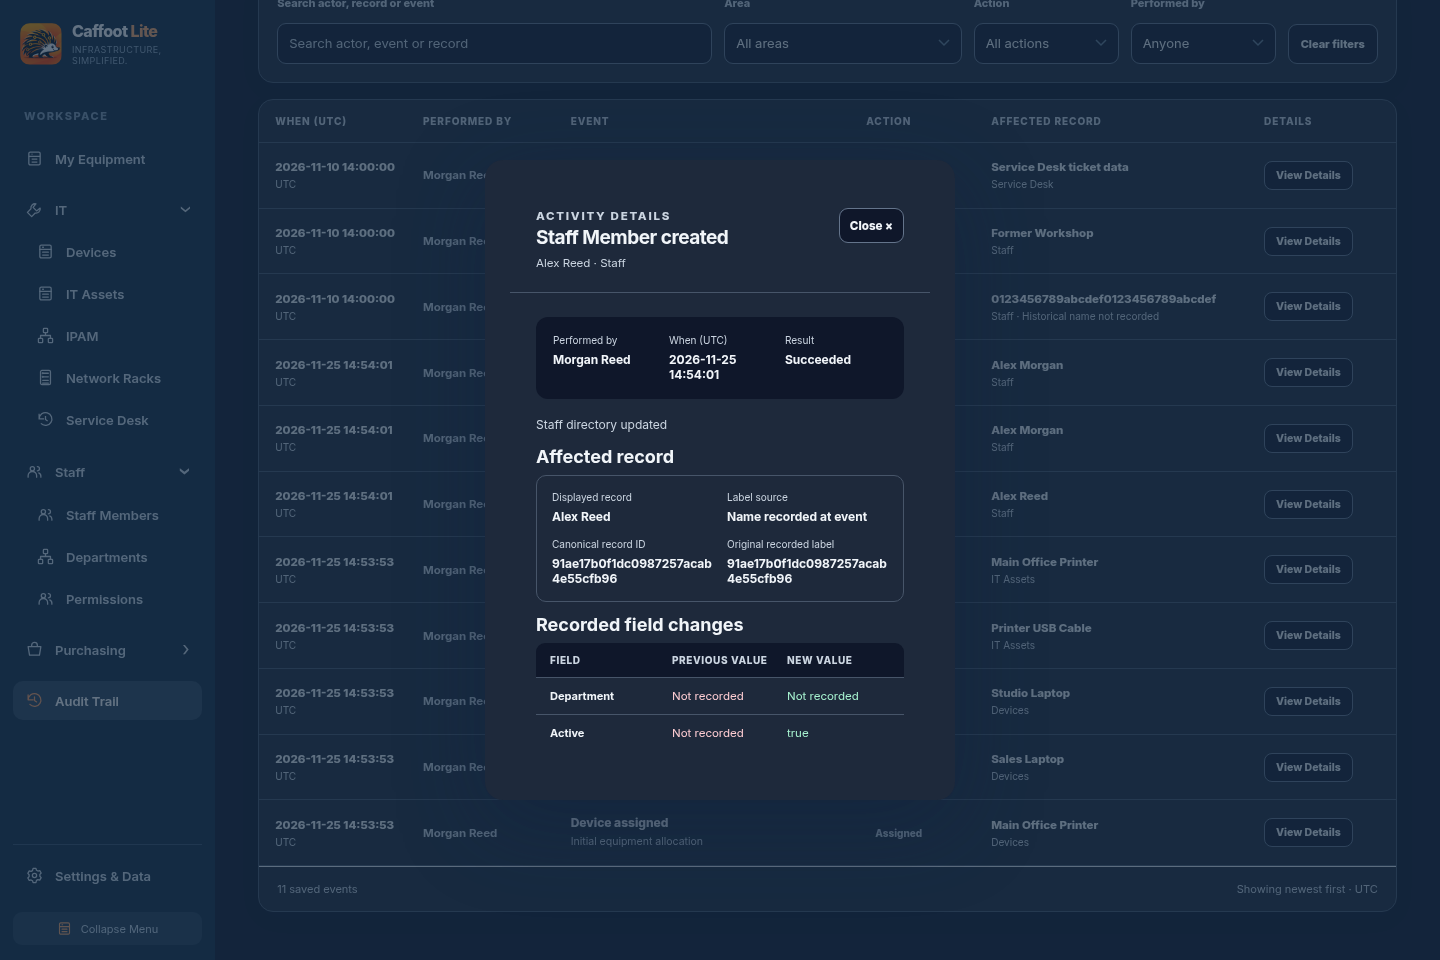 Caffoot Lite
INFRASTRUCTURE,
SIMPLIFIED.
WORKSPACE
My Equipment
IT
Devices
IT Assets
IPAM
Network Racks
Service Desk
Staff
Staff Members
Departments
Permissions
Purchasing
Audit Trail
Settings & Data
Collapse Menu
Search actor, record or event
Area
Action
Performed by
Search actor, event or record
All areas
All actions
Anyone
Clear filters
WHEN (UTC) PERFORMED BY EVENT ACTION AFFECTED RECORD DETAILS
2026-11-10 14:00:00 Service Desk ticket data
Morgan View Details
UTC Service Desk
2026-11-10 14:00:00 Former Workshop
Morgan View Details
UTC Staff
2026-11-10 14:00:00 0123456789abcdef0123456789abcdef
Morgan View Details
UTC Staff · Historical name not recorded
2026-11-25 14:54:01 Alex Morgan
Morgan View Details
UTC Staff
2026-11-25 14:54:01 Alex Morgan
Morgan View Details
UTC Staff
2026-11-25 14:54:01 Alex Reed
Morgan View Details
UTC Staff
2026-11-25 14:53:53 Main Office Printer
Morgan View Details
UTC IT Assets
2026-11-25 14:53:53 Printer USB Cable
Morgan View Details
UTC IT Assets
2026-11-25 14:53:53 Studio Laptop
Morgan View Details
UTC Devices
2026-11-25 14:53:53 Sales Laptop
Morgan View Details
UTC Devices
2026-11-25 14:53:53 Device assigned Main Office Printer
Morgan Reed Assigned View Details
UTC Initial equipment allocation Devices
11 saved events
Showing newest first · UTC
ACTIVITY DETAILS
Staff Member created
Close ×
Alex Reed · Staff
Performed by When (UTC) Result
Morgan Reed 2026-11-25 Succeeded
14:54:01
Staff directory updated
Affected record
Displayed record Label source
Alex Reed Name recorded at event
Canonical record ID Original recorded label
91ae17b0f1dc0987257acab 91ae17b0f1dc0987257acab
4e55cfb96 4e55cfb96
Recorded field changes
FIELD PREVIOUS VALUE NEW VALUE
Department Not recorded Not recorded
Active Not recorded true